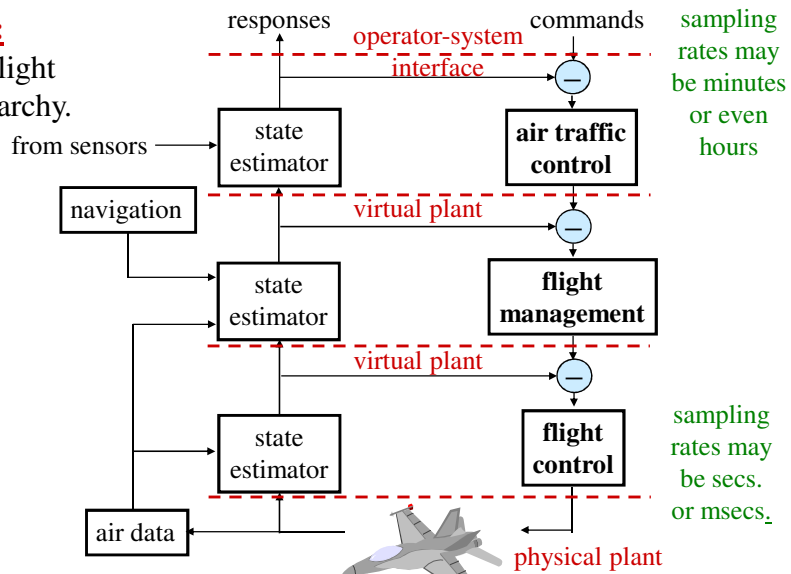 responses
commands
:
light
archy.
operator-system
interface
sampling
rates may
be minutes
or even
hours
–
from sensors
state
estimator
air traffic
control
navigation
virtual plant
–
state
estimator
flight
management
virtual plant
–
state
estimator
flight
control
sampling
rates may
be secs.
or msecs.
air data
physical plant